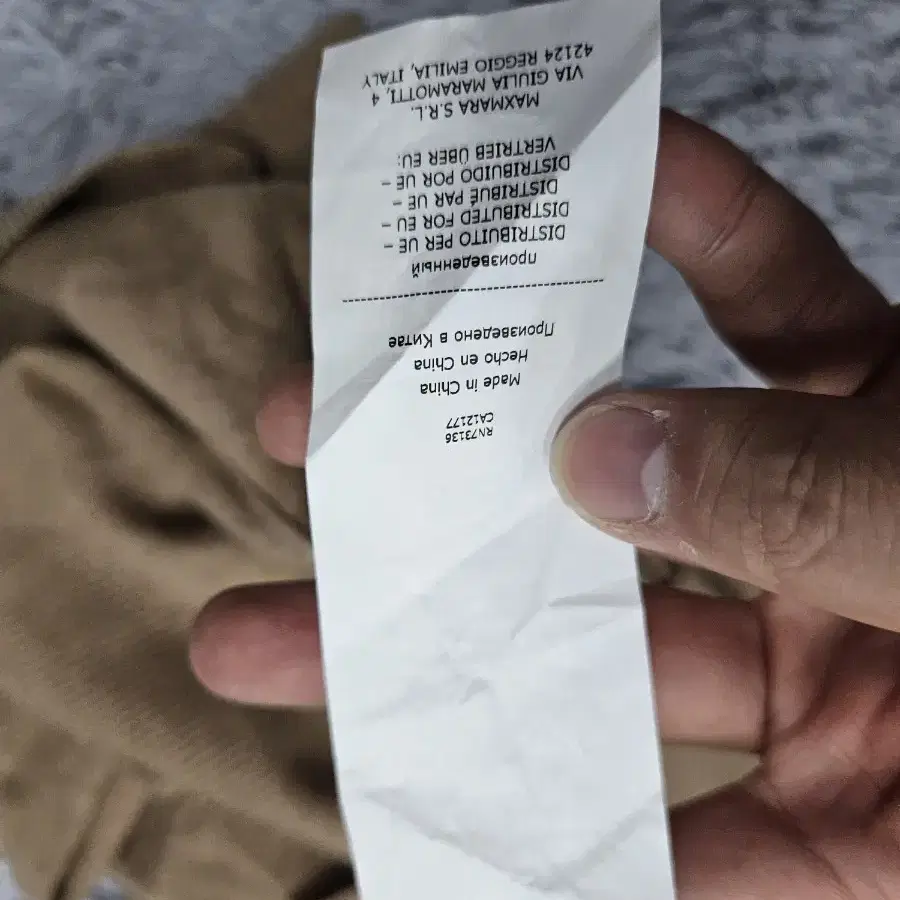 RN73136
CA12177
Made in China
Hecho en China
Произведено в Китае
произведенный
DISTRIBUITO PER UE –
DISTRIBUTED FOR EU –
DISTRIBUÉ PAR UE –
DISTRIBUIDO POR UE –
VERTRIEB ÜBER EU:
MAXMARA S.R.L.
VIA GIULIA MARAMOTTI, 4
42124 REGGIO EMILIA, ITALY